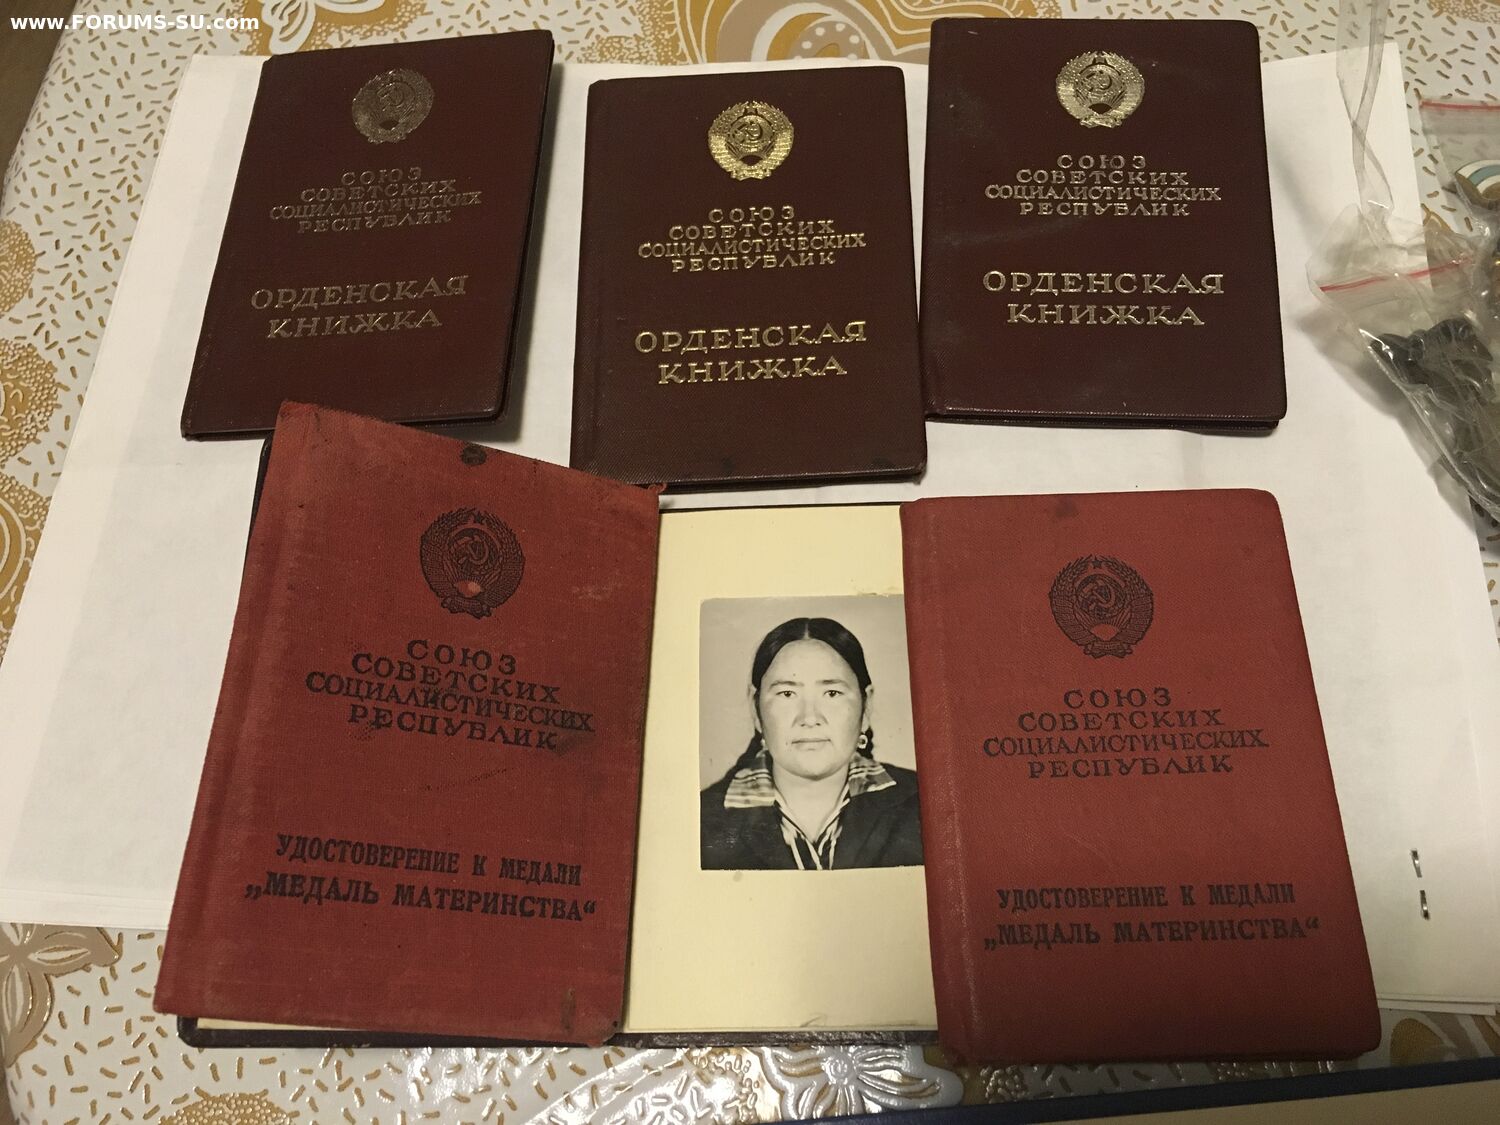 www.FORUMS-SU.com
СОЮЗ
СОВЕТСКИХ
СОЦИАЛИСТИЧЕСКИХ
РЕСПУБЛИК
ОРДЕНСКАЯ
КНИЖКА
СОЮЗ
СОВЕТСКИХ
СОЦИАЛИСТИЧЕСКИХ
РЕСПУБЛИК
ОРДЕНСКАЯ
КНИЖКА
СОЮЗ
СОВЕТСКИХ
СОЦИАЛИСТИЧЕСКИХ
РЕСПУБЛИК
ОРДЕНСКАЯ
КНИЖКА
СОЮЗ
СОВЕТСКИХ
СОЦИАЛИСТИЧЕСКИХ
РЕСПУБЛИК
УДОСТОВЕРЕНИЕ К МЕДАЛИ
„МЕДАЛЬ МАТЕРИНСТВА“
СОЮЗ
СОВЕТСКИХ
СОЦИАЛИСТИЧЕСКИХ
РЕСПУБЛИК
УДОСТОВЕРЕНИЕ К МЕДАЛИ
„МЕДАЛЬ МАТЕРИНСТВА“